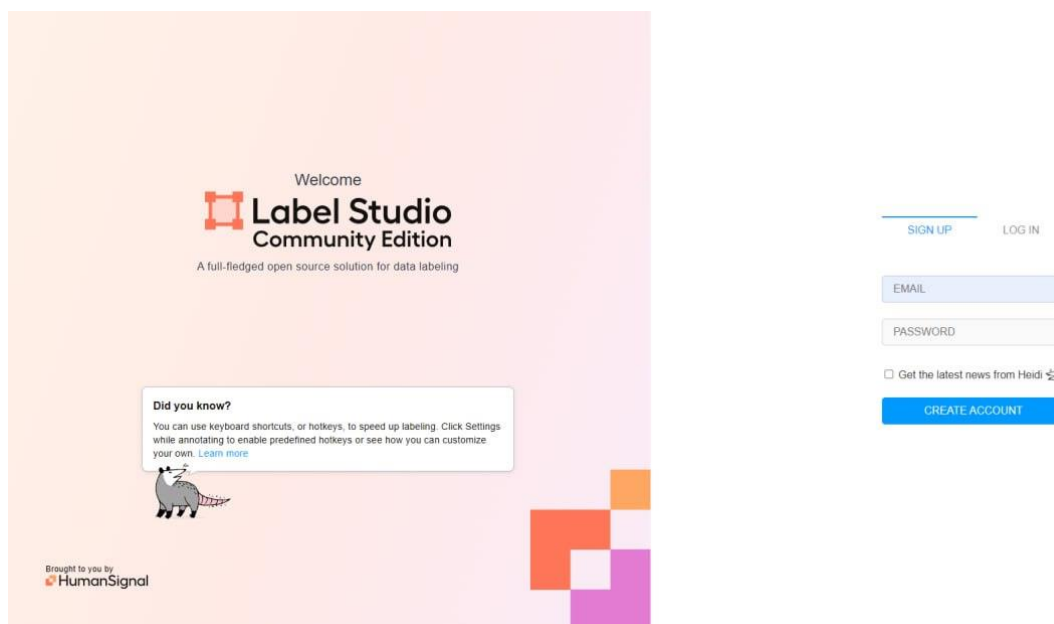 Welcome
Label Studio
Community Edition
A full-fledged open source solution for data labeling
Did you know?
You can use keyboard shortcuts, or hotkeys, to speed up labeling. Click Settings
while annotating to enable predefined hotkeys or see how you can customize
your own. Learn more
Brought to you by
HumanSignal
SIGN UP
LOG IN
EMAIL
PASSWORD
Get the latest news from Heidi
CREATE ACCOUNT